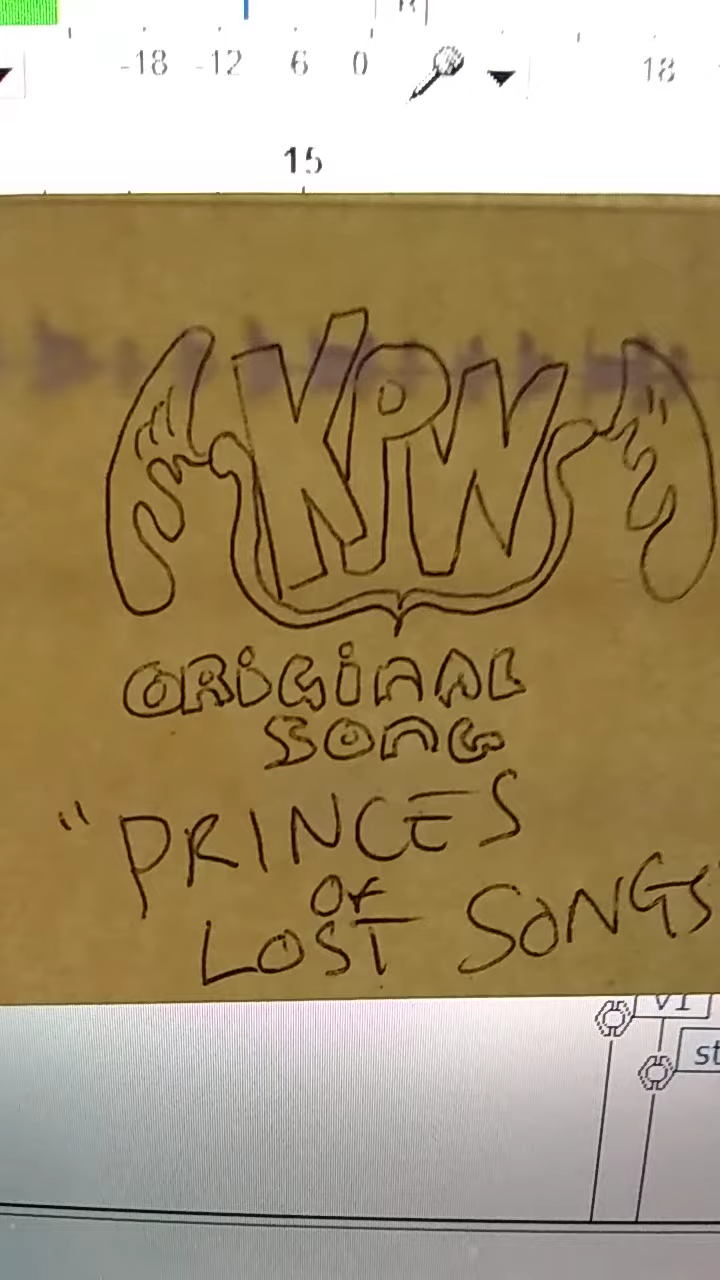 -18 -12 6 0 18
15
KPW
ORiGiNAL
SONG
"PRINCES
OF
LOST SONGS"
V1
st